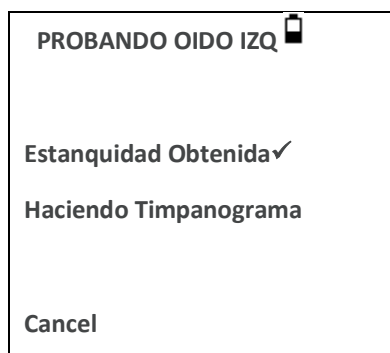 PROBANDO OIDO IZQ
Estanquidad Obtenida✓
Haciendo Timpanograma
Cancel